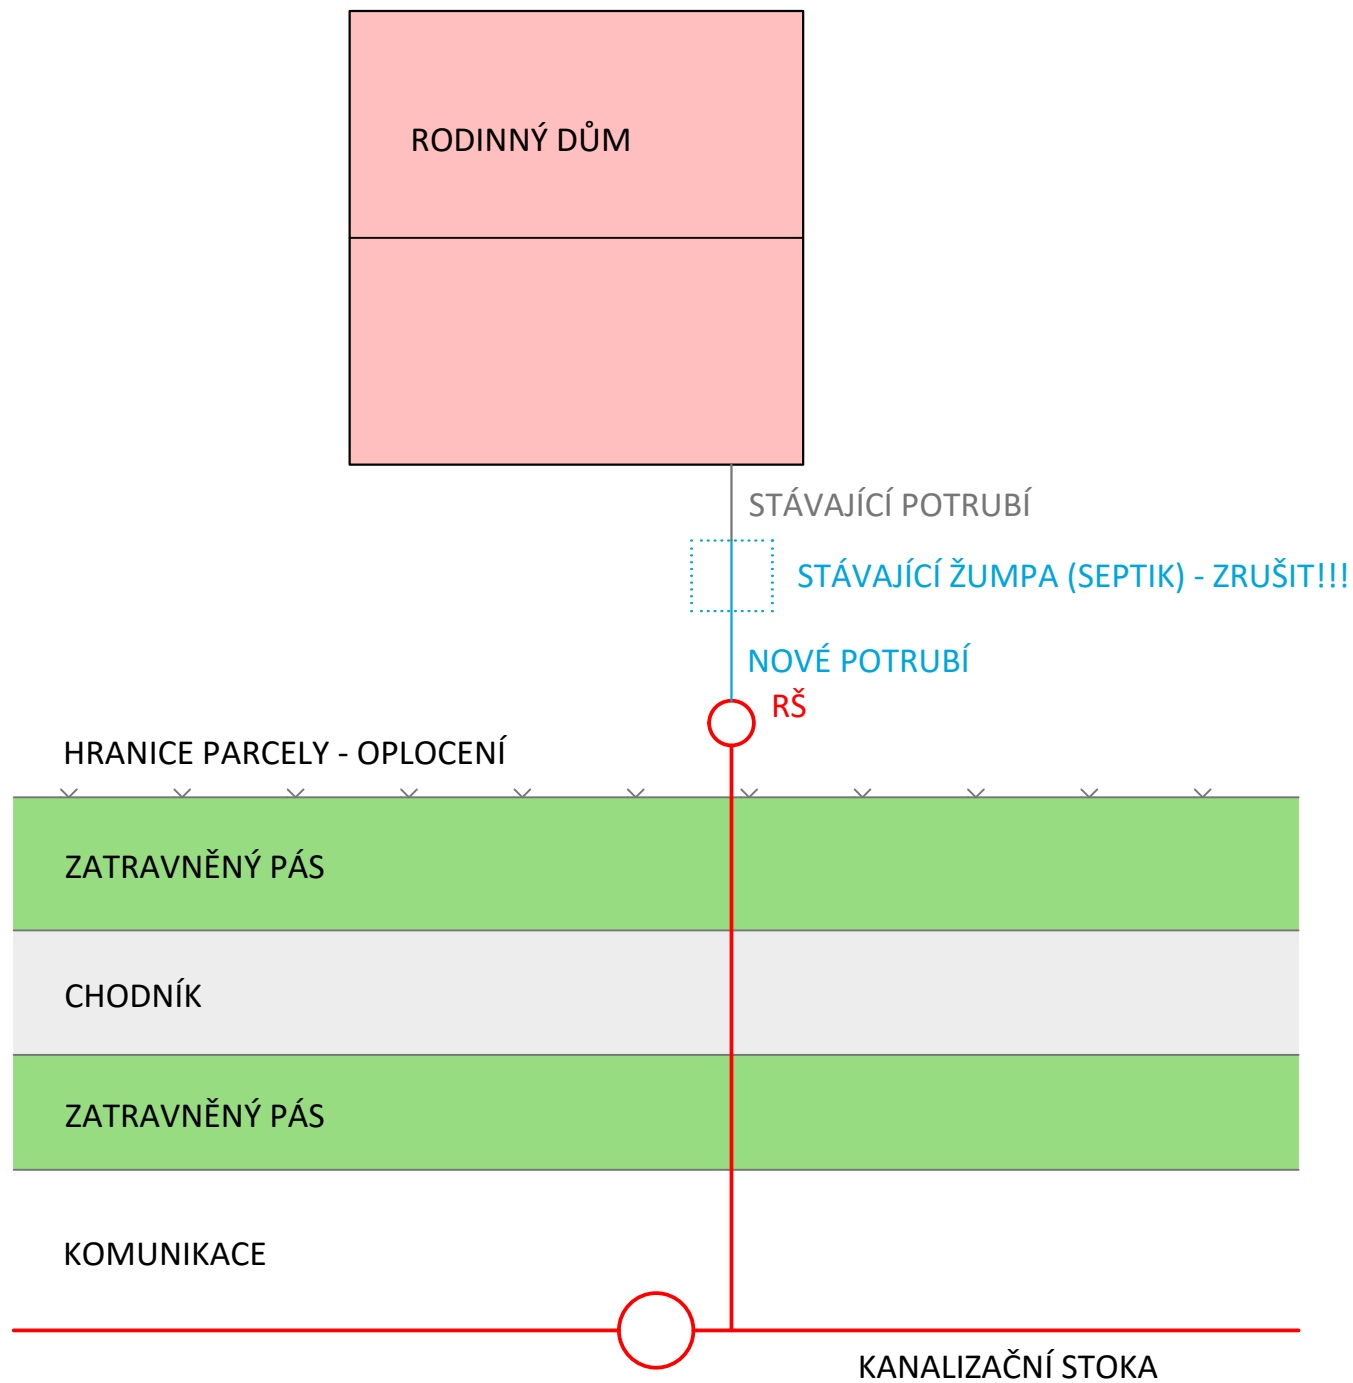 RODINNÝ DŮM
STÁVAJÍCÍ POTRUBÍ
STÁVAJÍCÍ ŽUMPA (SEPTIK) - ZRUŠIT!!!
NOVÉ POTRUBÍ
RŠ
HRANICE PARCELY - OPLOCENÍ
ZATRAVNĚNÝ PÁS
CHODNÍK
ZATRAVNĚNÝ PÁS
KOMUNIKACE
KANALIZAČNÍ STOKA